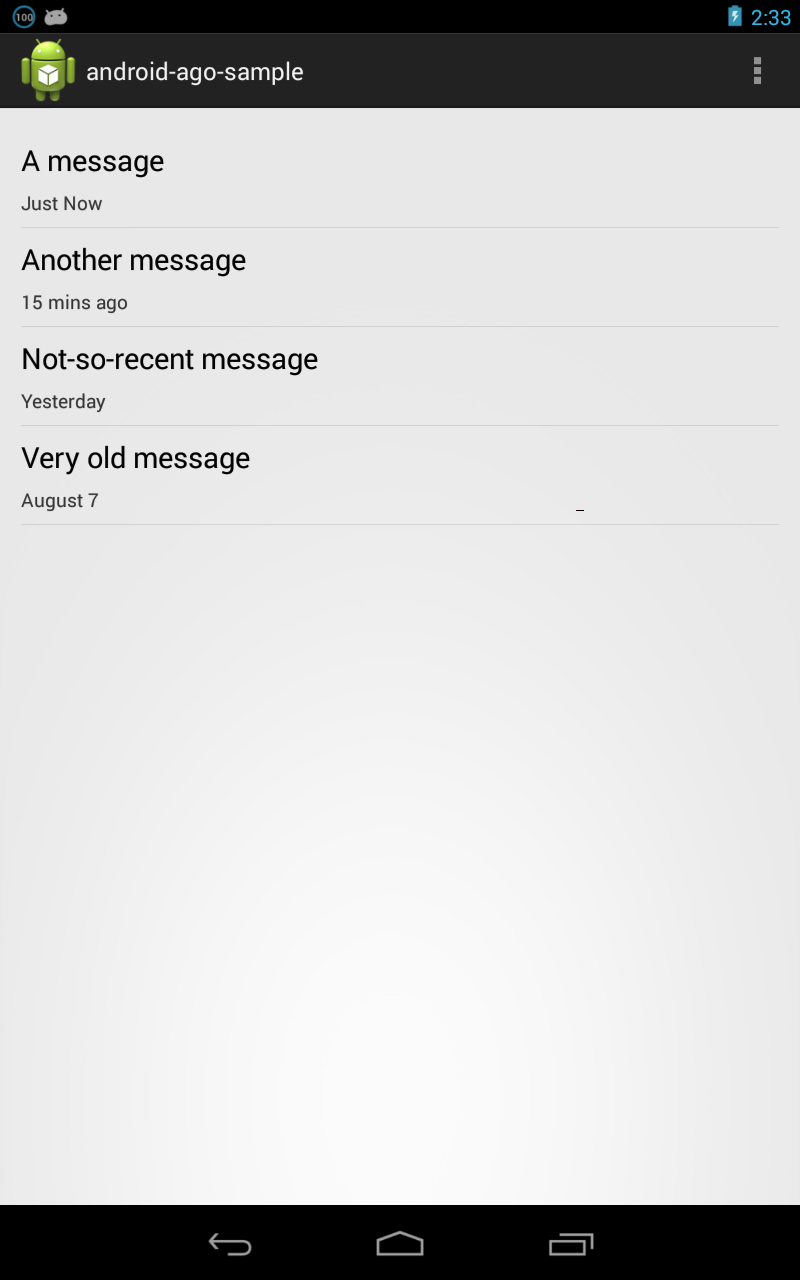 100
2:33
android-ago-sample
A message
Just Now
Another message
15 mins ago
Not-so-recent message
Yesterday
Very old message
August 7
_